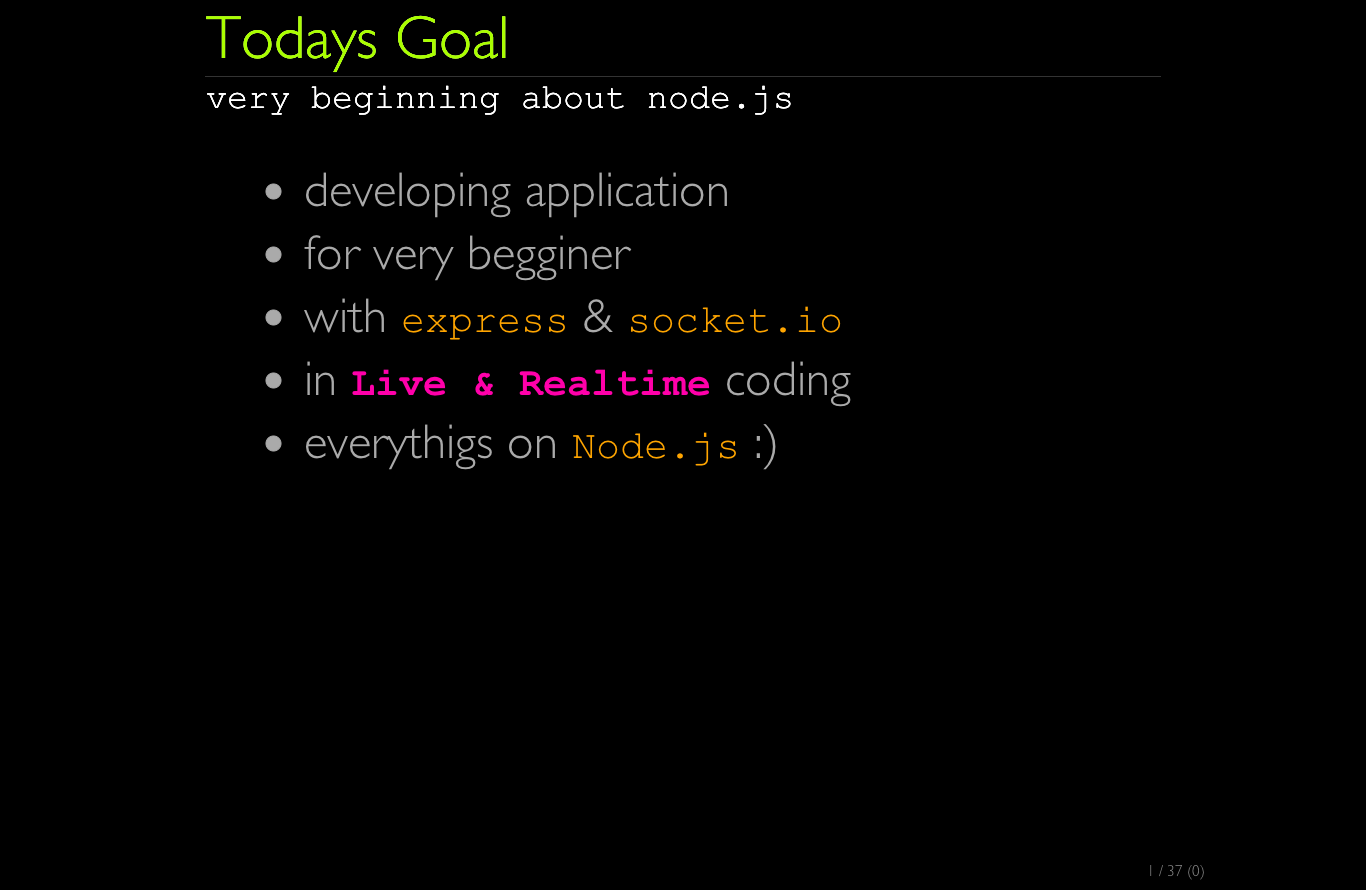 Todays Goal
very beginning about node.js
• developing application
• for very begginer
• with express & socket.io
• in Live & Realtime coding
• everythigs on Node.js :)
1 / 37 (0)